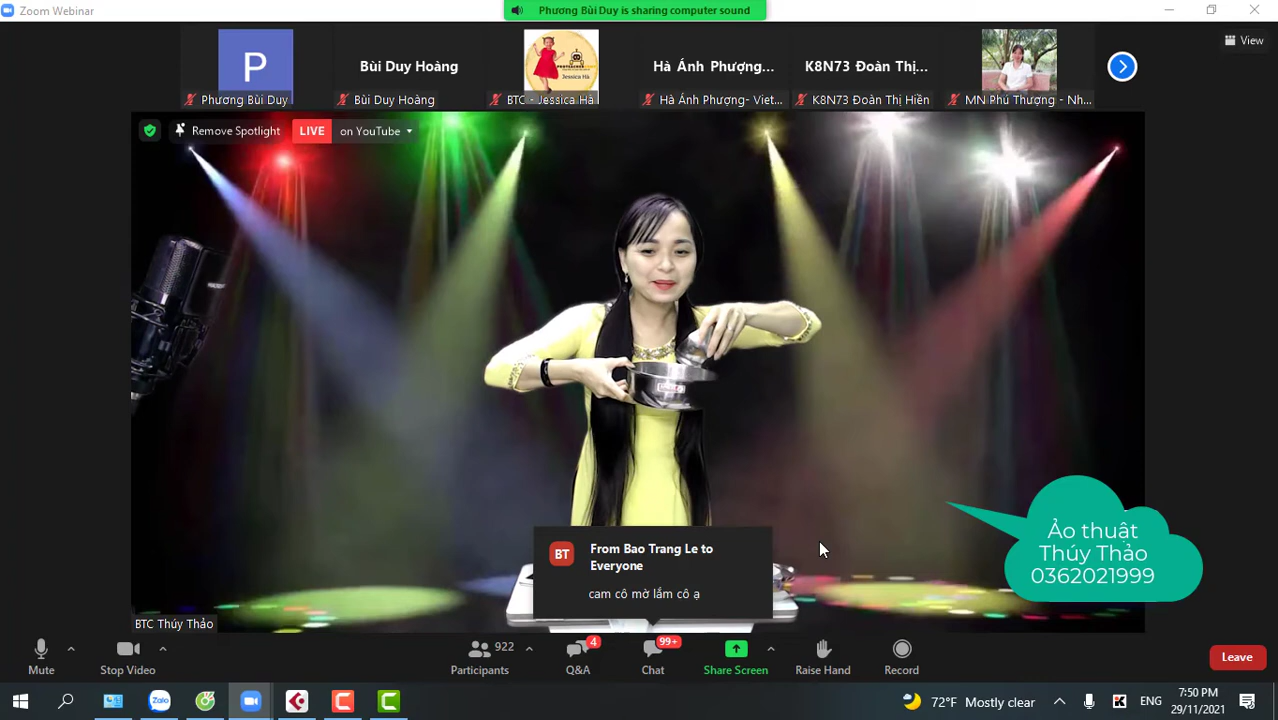 Zoom Webinar
Phương Bùi Duy is sharing computer sound
View
P
Bùi Duy Hoàng
Jessica Hà
Hà Ánh Phượng...
K8N73 Đoàn Thị...
Phương Bùi Duy
Bùi Duy Hoàng
BTC - Jessica Hà
Hà Ánh Phượng- Viet...
K8N73 Đoàn Thị Hiền
MN Phú Thượng - Nh...
Remove Spotlight
LIVE on YouTube
BT
From Bao Trang Le to
Everyone
cam cô mờ lắm cô ạ
Ảo thuật
Thúy Thảo
0362021999
BTC Thúy Thảo
922
4
99+
Mute
Stop Video
Participants
Q&A
Chat
Share Screen
Raise Hand
Record
Leave
72°F Mostly clear
ENG
7:50 PM
29/11/2021
Zalo